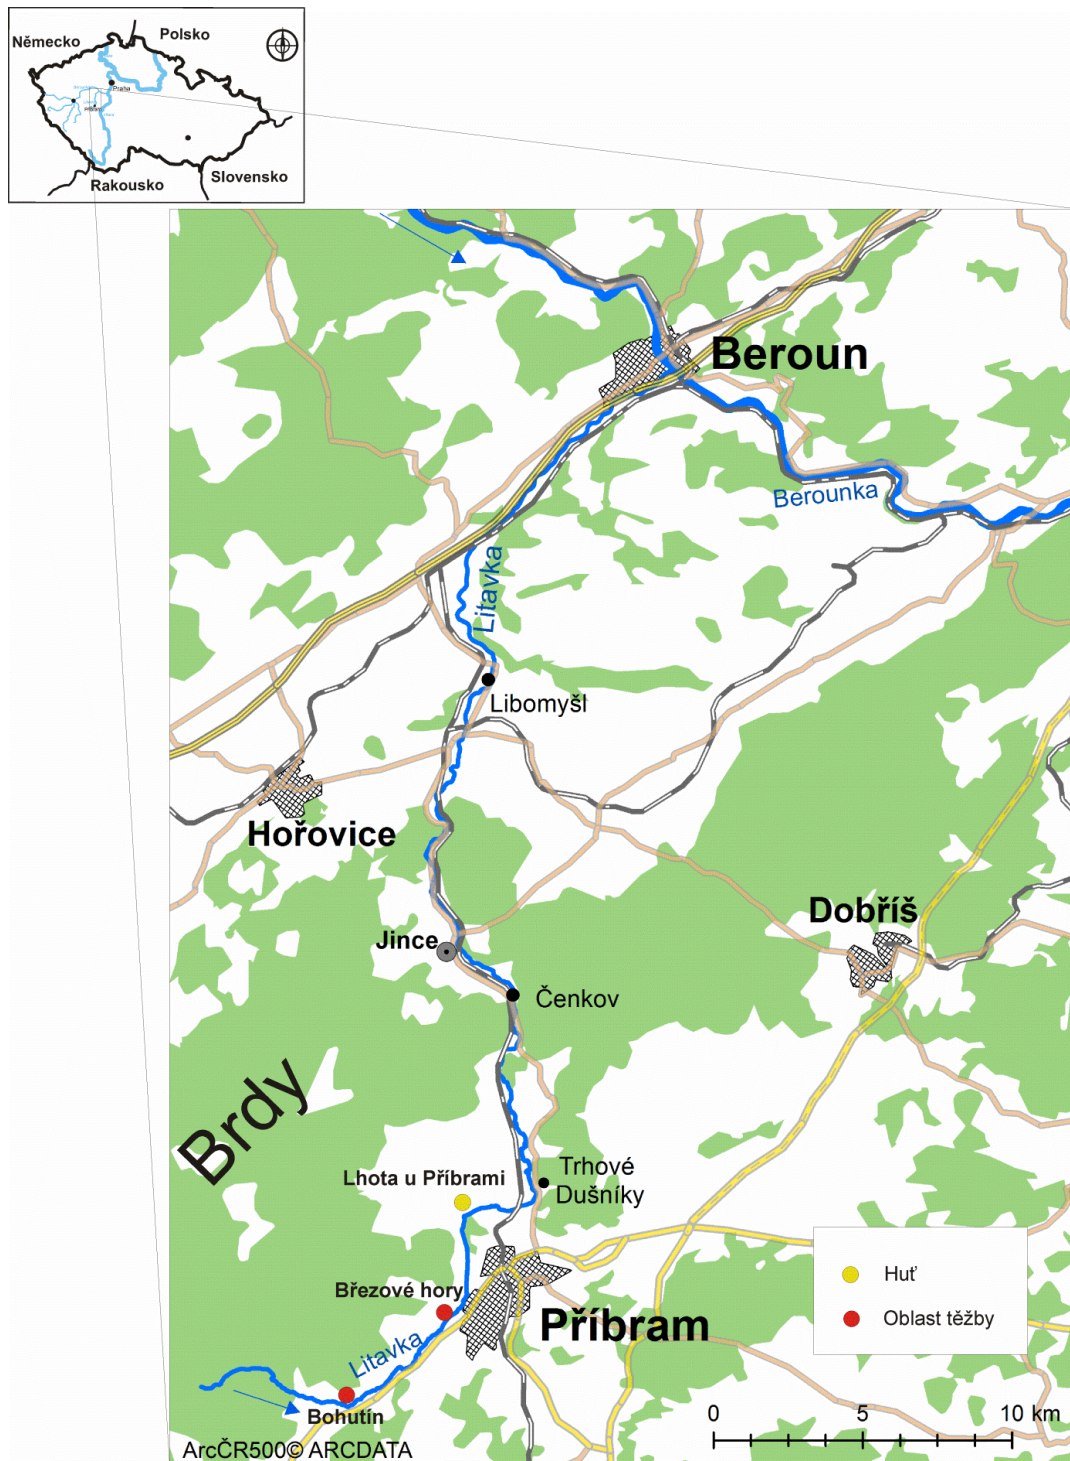 Německo
Polsko
Praha
Rakousko
Slovensko
Beroun
Berounka
Litavka
Libomyšl
Hořovice
Dobříš
Jince
Čenkov
Brdy
Lhota u Příbrami
Trhové
Dušníky
Březové hory
Příbram
Litavka
Bohutín
Huť
Oblast těžby
0 5 10 km
ArcČR500© ARCDATA